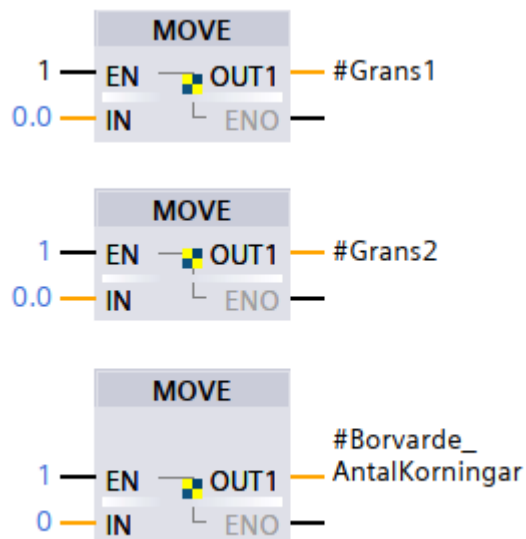 MOVE
1 EN OUT1 #Grans1
0.0 IN ENO
MOVE
1 EN OUT1 #Grans2
0.0 IN ENO
MOVE
#Borvarde_
1 EN OUT1 AntalKorningar
0 IN ENO